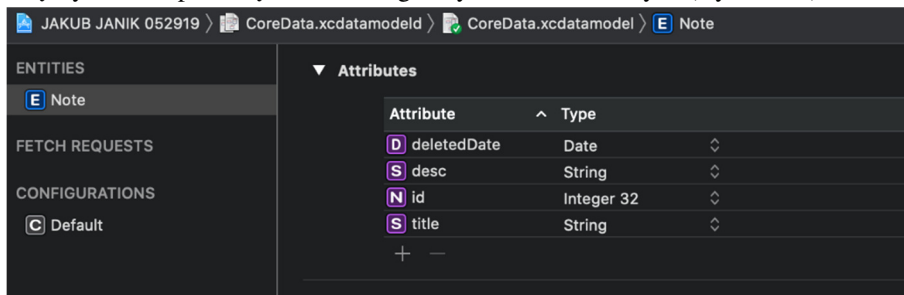 JAKUB JANIK 052919 〉 CoreData.xcdatamodeld 〉 CoreData.xcdatamodel 〉 E Note
ENTITIES
E Note
FETCH REQUESTS
CONFIGURATIONS
C Default
▼ Attributes
Attribute Type
D deletedDate Date
S desc String
N id Integer 32
S title String
+ −